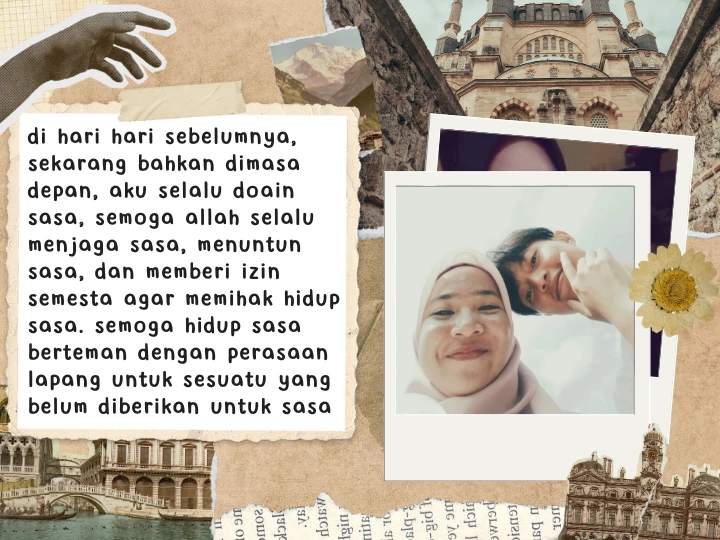 di hari hari sebelumnya,
sekarang bahkan dimasa
depan, aku selalu doain
sasa, semoga allah selalu
menjaga sasa, menuntun
sasa, dan memberi izin
semesta agar memihak hidup
sasa. semoga hidup sasa
berteman dengan perasaan
lapang untuk sesuatu yang
belum diberikan untuk sasa